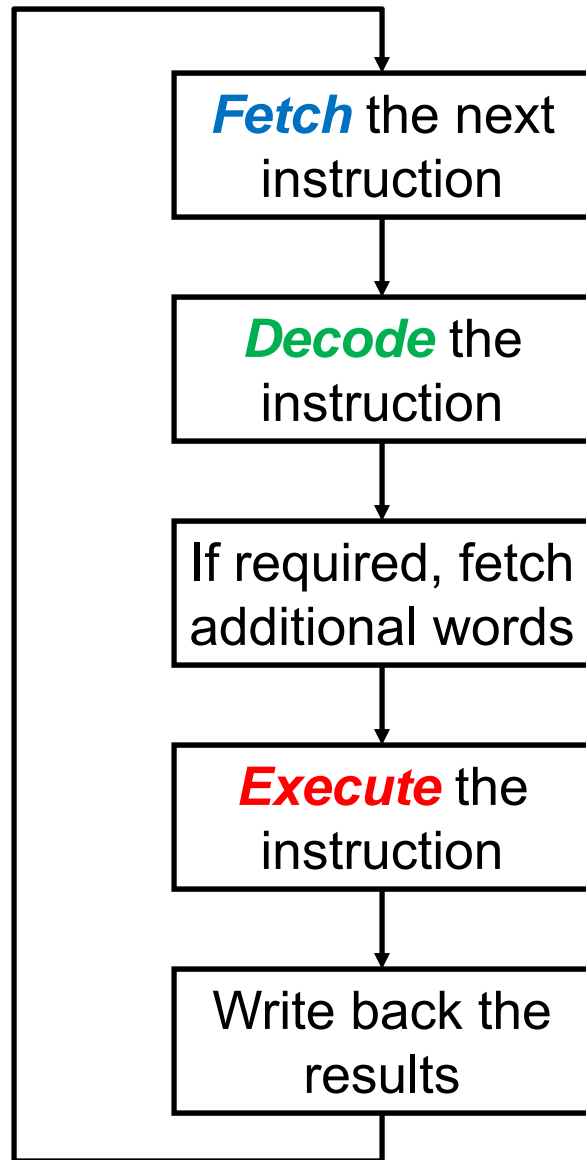 Fetch the next
instruction
Decode the
instruction
If required, fetch
additional words
Execute the
instruction
Write back the
results